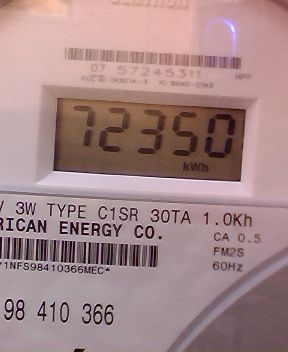 07 57245311
72350
kWh
3W TYPE C1SR 30TA 1.0Kh
RICAN ENERGY CO. CA 0.5
FM2S
*1NFS98410366MEC* 60Hz
98 410 366